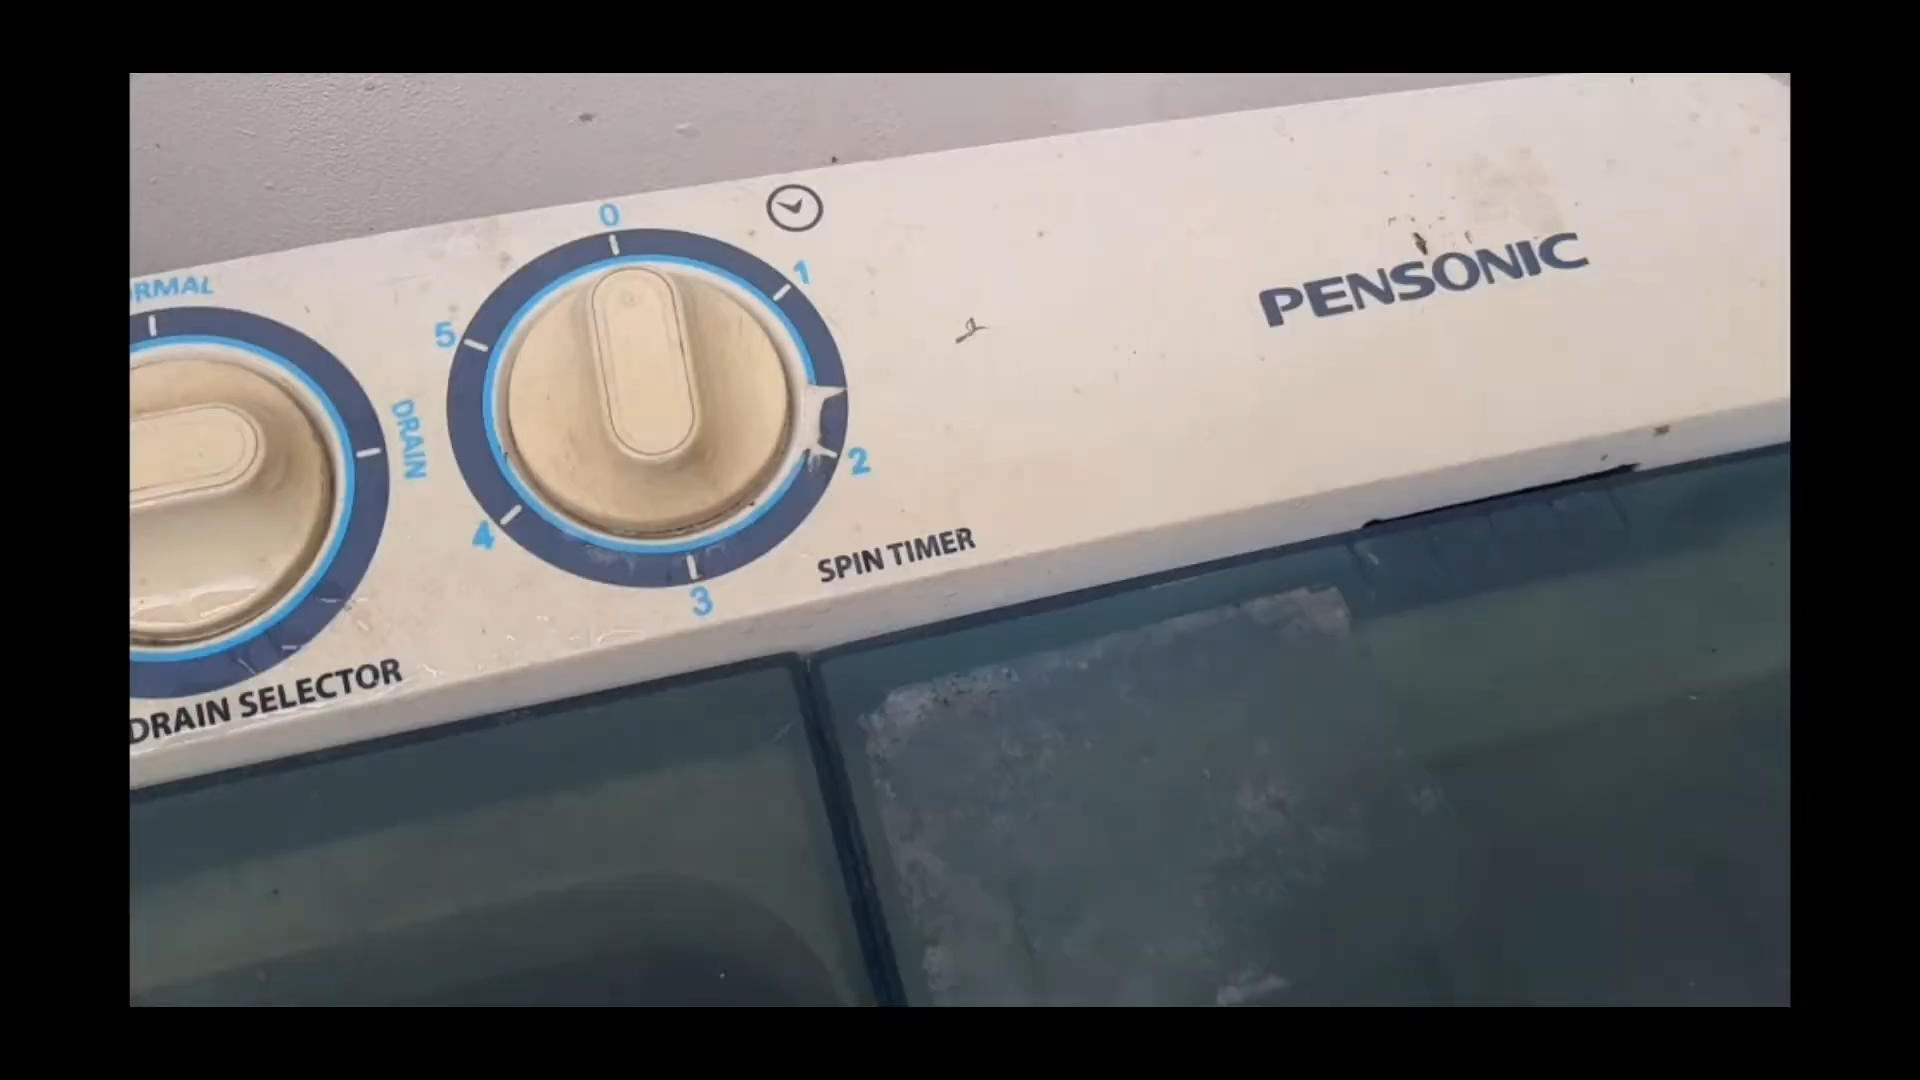 0
1
PENSONIC
RMAL
5
DRAIN
2
4
SPIN TIMER
3
DRAIN SELECTOR